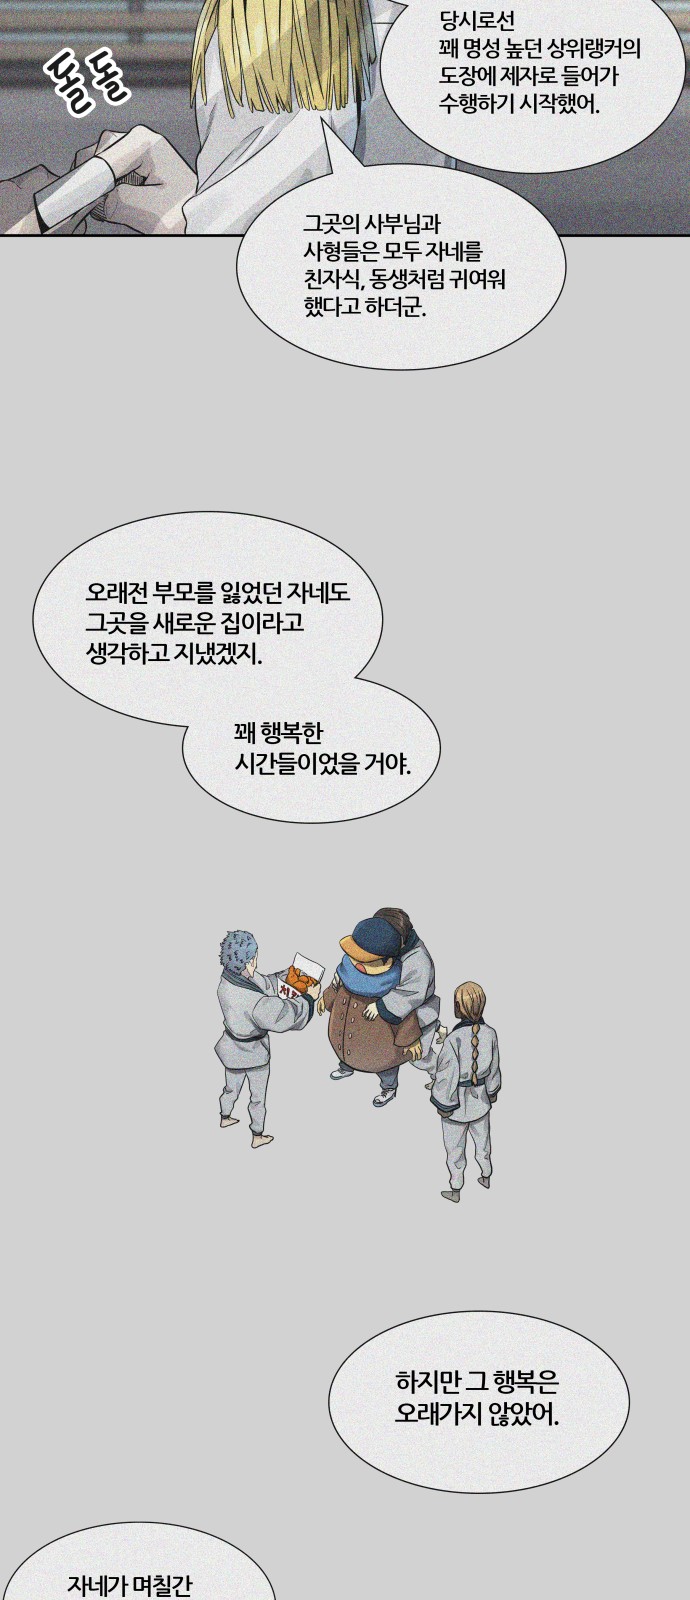 당시로선
꽤 명성 높던 상위랭커의
도장에 제자로 들어가
수행하기 시작했어.
돌돌
그곳의 사부님과
사형들은 모두 자네를
친자식, 동생처럼 귀여워
했다고 하더군.
오래전 부모를 잃었던 자네도
그곳을 새로운 집이라고
생각하고 지냈겠지.
꽤 행복한
시간들이었을 거야.
하지만 그 행복은
오래가지 않았어.
자네가 며칠간